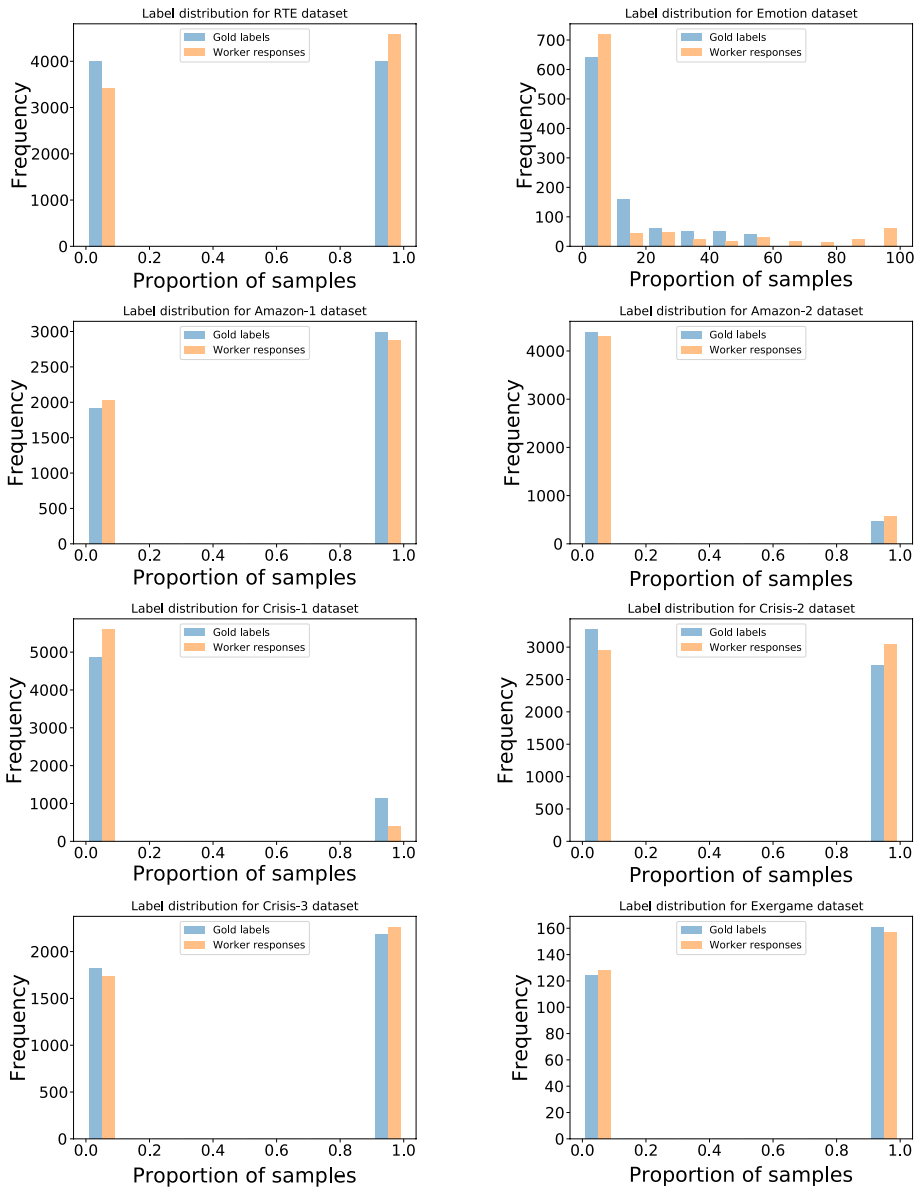 Label distribution for RTE dataset
Gold labels
Worker responses
4000
3000
2000
1000
0
Frequency
0.0 0.2 0.4 0.6 0.8 1.0
Proportion of samples
Label distribution for Emotion dataset
Gold labels
Worker responses
700
600
500
400
300
200
100
0
Frequency
0 20 40 60 80 100
Proportion of samples
Label distribution for Amazon-1 dataset
Gold labels
Worker responses
3000
2500
2000
1500
1000
500
0
Frequency
0.0 0.2 0.4 0.6 0.8 1.0
Proportion of samples
Label distribution for Amazon-2 dataset
Gold labels
Worker responses
4000
3000
2000
1000
0
Frequency
0.0 0.2 0.4 0.6 0.8 1.0
Proportion of samples
Label distribution for Crisis-1 dataset
Gold labels
Worker responses
5000
4000
3000
2000
1000
0
Frequency
0.0 0.2 0.4 0.6 0.8 1.0
Proportion of samples
Label distribution for Crisis-2 dataset
Gold labels
Worker responses
3000
2500
2000
1500
1000
500
0
Frequency
0.0 0.2 0.4 0.6 0.8 1.0
Proportion of samples
Label distribution for Crisis-3 dataset
Gold labels
Worker responses
2000
1500
1000
500
0
Frequency
0.0 0.2 0.4 0.6 0.8 1.0
Proportion of samples
Label distribution for Exergame dataset
Gold labels
Worker responses
160
140
120
100
80
60
40
20
0
Frequency
0.0 0.2 0.4 0.6 0.8 1.0
Proportion of samples